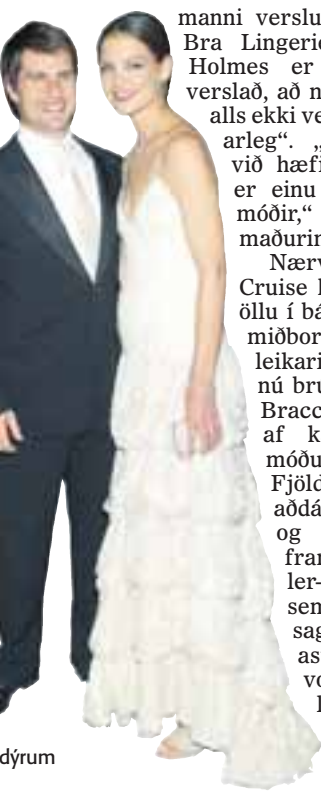 manni verslu
Bra Lingerie
Holmes er
verslað, að n
alls ekki ve
arleg“. „
við hæfi
er einu
móðir,“
maðurin
Nærv
Cruise h
öllu í bá
miðbor
leikari
nú bru
Bracc
af k
móðu
Fjöld
aðdá
og
fran
ler-
sem
sag
as
vo
dýrum